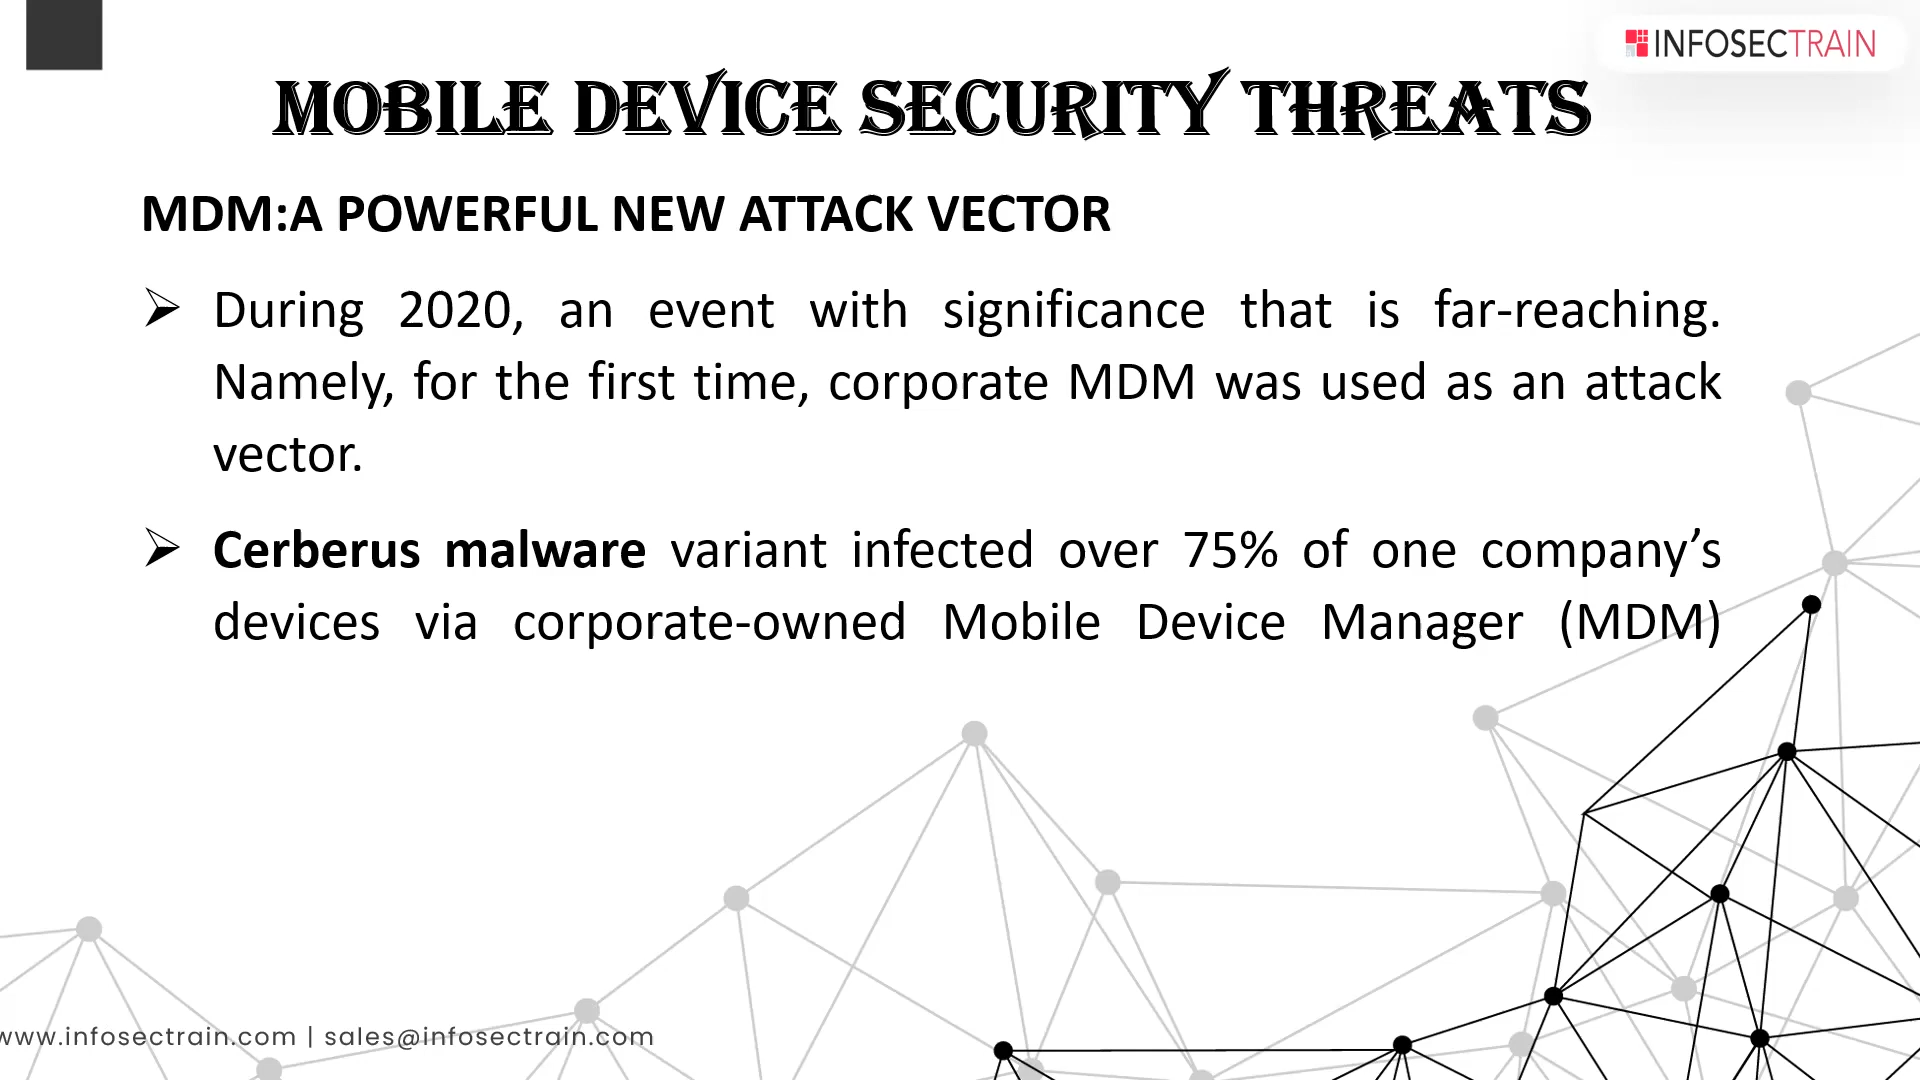 INFOSECTRAIN
MOBILE DEVICE SECURITY THREATS
MDM:A POWERFUL NEW ATTACK VECTOR
➢ During 2020, an event with significance that is far-reaching.
Namely, for the first time, corporate MDM was used as an attack
vector.
➢ Cerberus malware variant infected over 75% of one company’s
devices via corporate-owned Mobile Device Manager (MDM)
www.infosectrain.com | sales@infosectrain.com